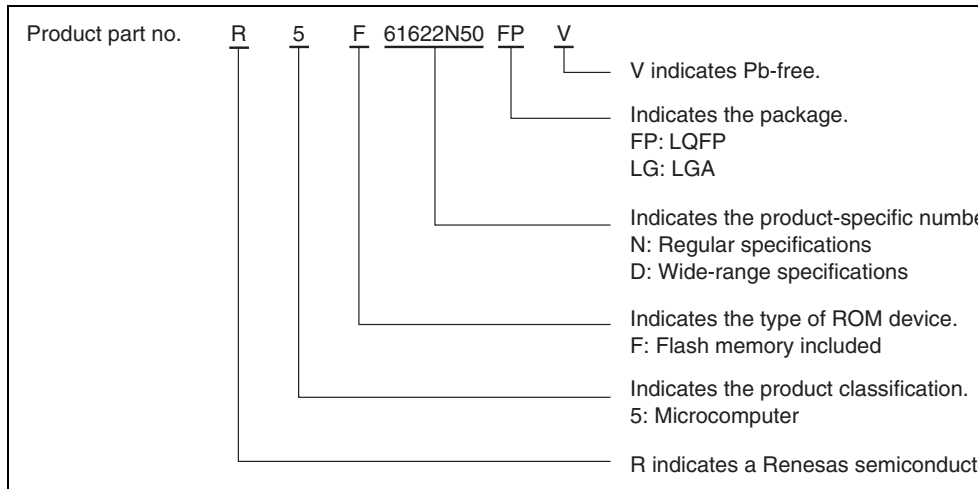 Product part no. R 5 F 61622N50 FP V
V indicates Pb-free.
Indicates the package.
FP: LQFP
LG: LGA
Indicates the product-specific
N: Regular specifications
D: Wide-range specifications
Indicates the type of ROM device.
F: Flash memory included
Indicates the product classification.
5: Microcomputer
R indicates a Renesas